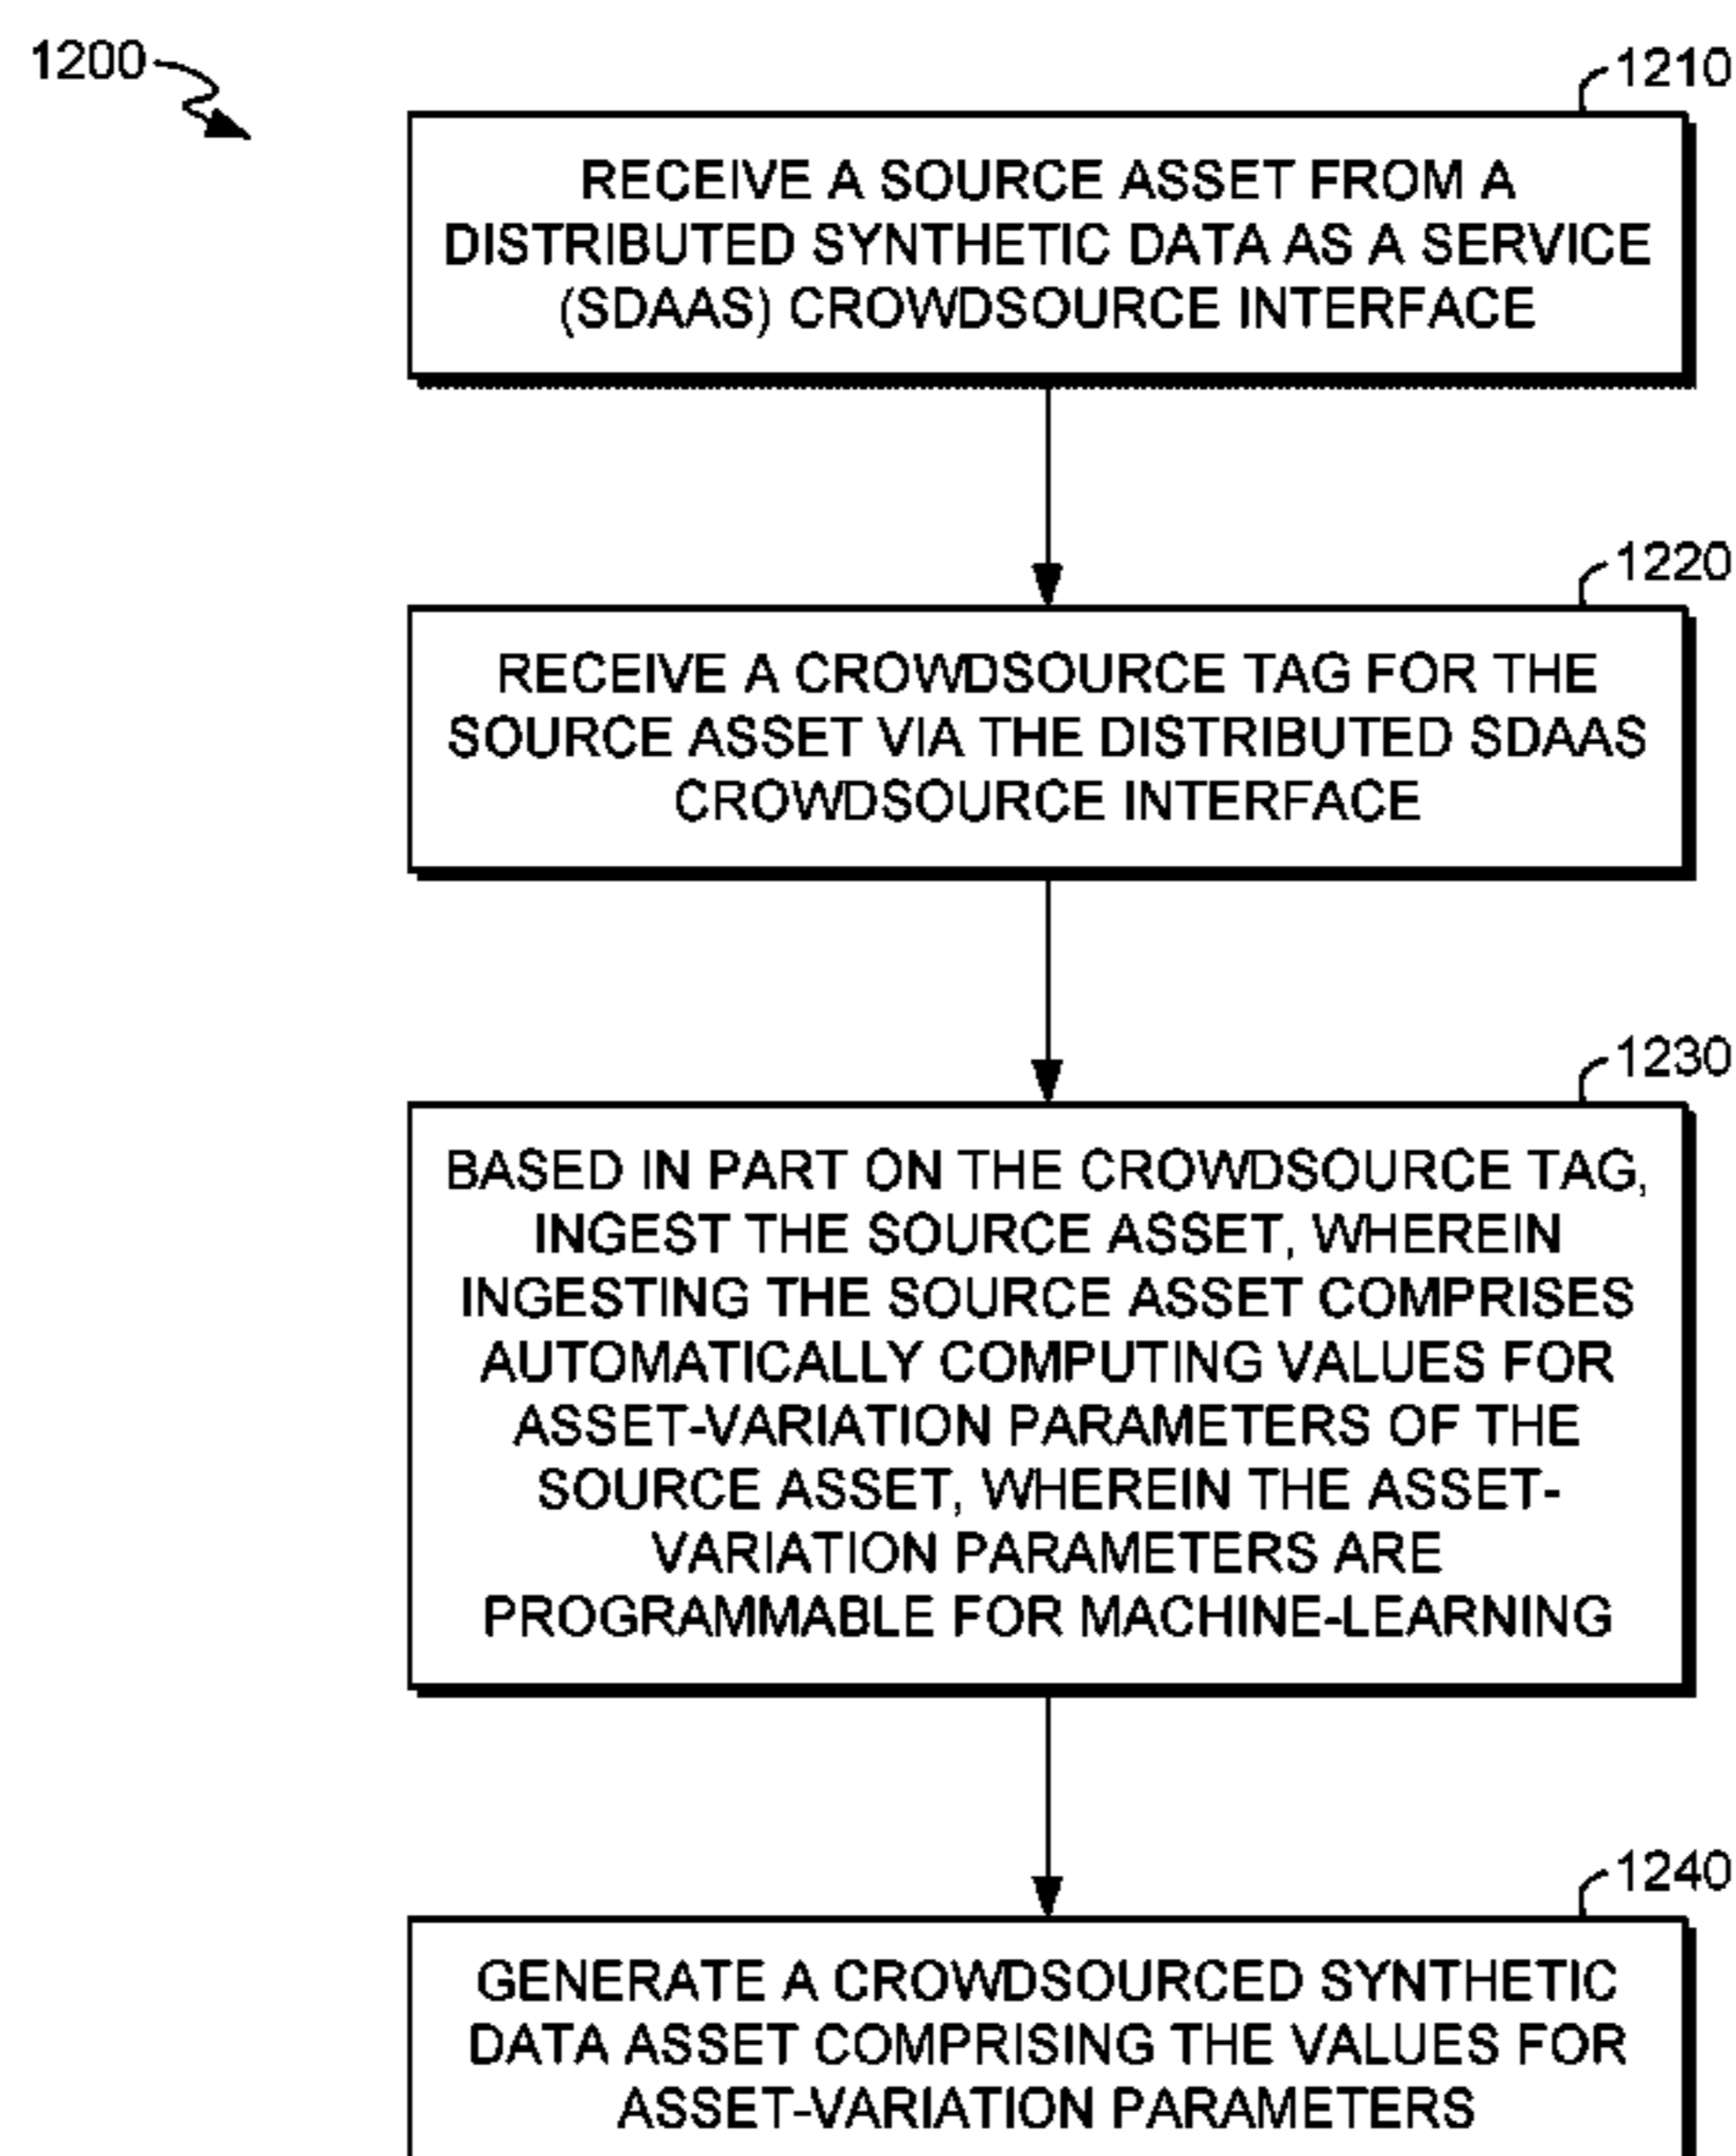 1200
1210
RECEIVE A SOURCE ASSET FROM A
DISTRIBUTED SYNTHETIC DATA AS A SERVICE
(SDAAS) CROWDSOURCE INTERFACE
1220
RECEIVE A CROWDSOURCE TAG FOR THE
SOURCE ASSET VIA THE DISTRIBUTED SDAAS
CROWDSOURCE INTERFACE
1230
BASED IN PART ON THE CROWDSOURCE TAG,
INGEST THE SOURCE ASSET, WHEREIN
INGESTING THE SOURCE ASSET COMPRISES
AUTOMATICALLY COMPUTING VALUES FOR
ASSET-VARIATION PARAMETERS OF THE
SOURCE ASSET, WHEREIN THE ASSET-
VARIATION PARAMETERS ARE
PROGRAMMABLE FOR MACHINE-LEARNING
1240
GENERATE A CROWDSOURCED SYNTHETIC
DATA ASSET COMPRISING THE VALUES FOR
ASSET-VARIATION PARAMETERS